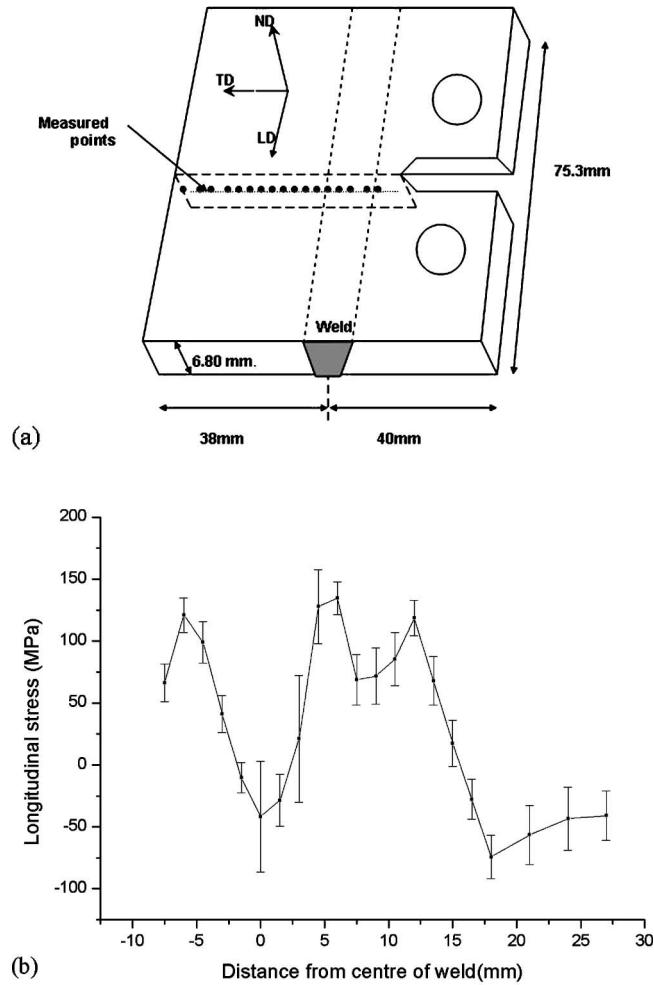 ND
TD
LD
Measured
points
75.3mm
Weld
6.80 mm.
38mm
40mm
(a)
200
150
100
50
0
-50
-100
Longitudinal stress (MPa)
-10
-5
0
5
10
15
20
25
30
Distance from centre of weld(mm)
(b)